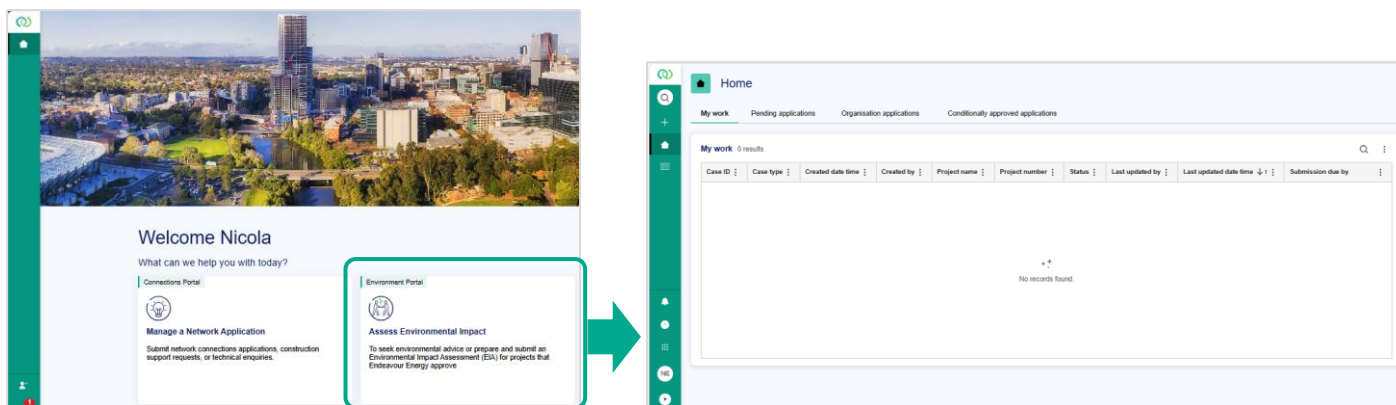 Welcome Nicola
What can we help you with today?
Connections Portal
Manage a Network Application
Submit network connections applications, construction
support requests, or technical enquiries.
Environment Portal
Assess Environmental Impact
To seek environmental advice or prepare and submit an
Environmental Impact Assessment (EIA) for projects that
Endeavour Energy approve
1
Home
My work Pending applications Organisation applications Conditionally approved applications
My work 0 results
Case ID Case type Created date time Created by Project name Project number Status Last updated by Last updated date time ↓1 Submission due by
No records found.
NE